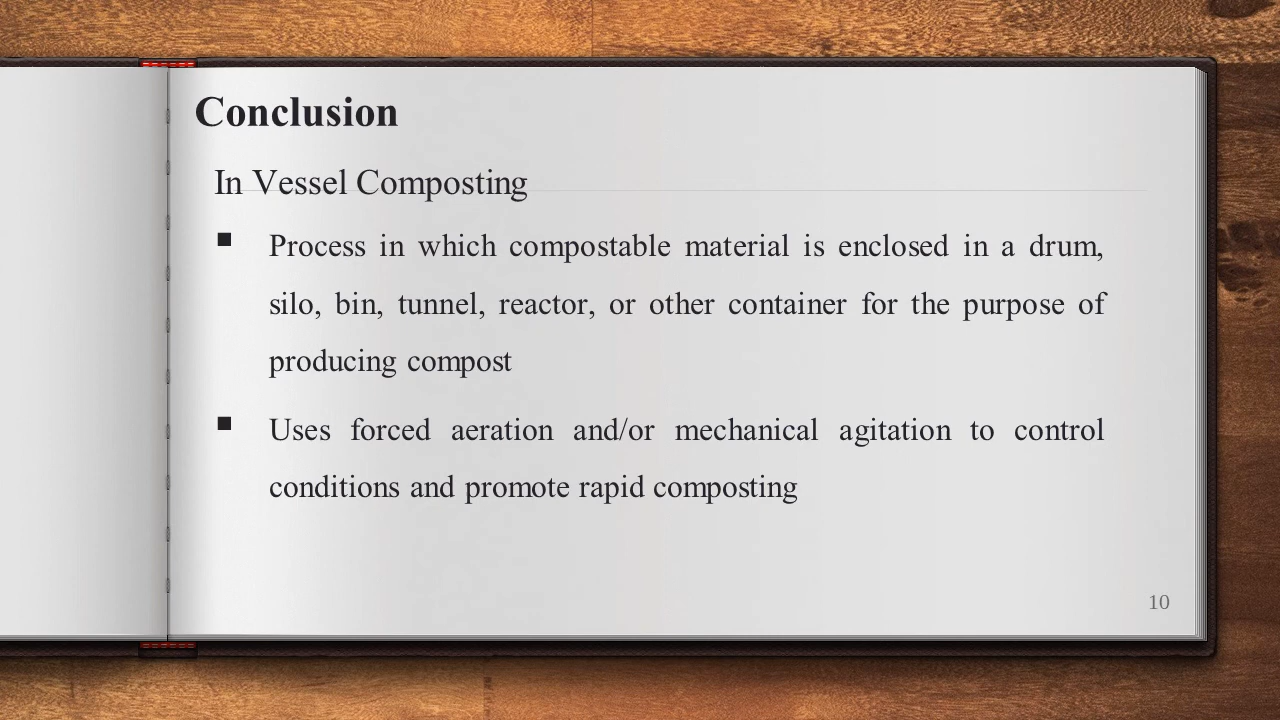 Conclusion
In Vessel Composting
▪ Process in which compostable material is enclosed in a drum,
silo, bin, tunnel, reactor, or other container for the purpose of
producing compost
▪ Uses forced aeration and/or mechanical agitation to control
conditions and promote rapid composting
10